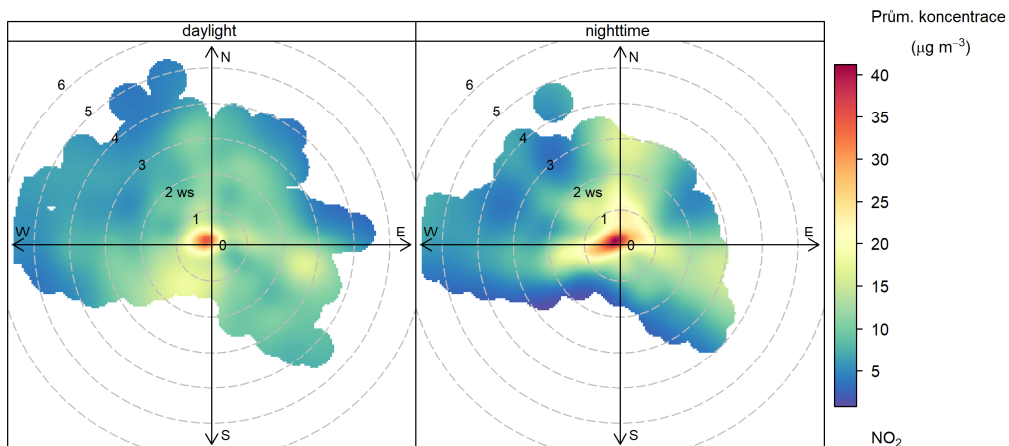 daylight
N
6
5
4
3
2 ws
1
0
W
E
S
nighttime
N
6
5
4
3
2 ws
1
0
W
E
S
Prům. koncentrace
(µg m⁻³)
40
35
30
25
20
15
10
5
NO₂